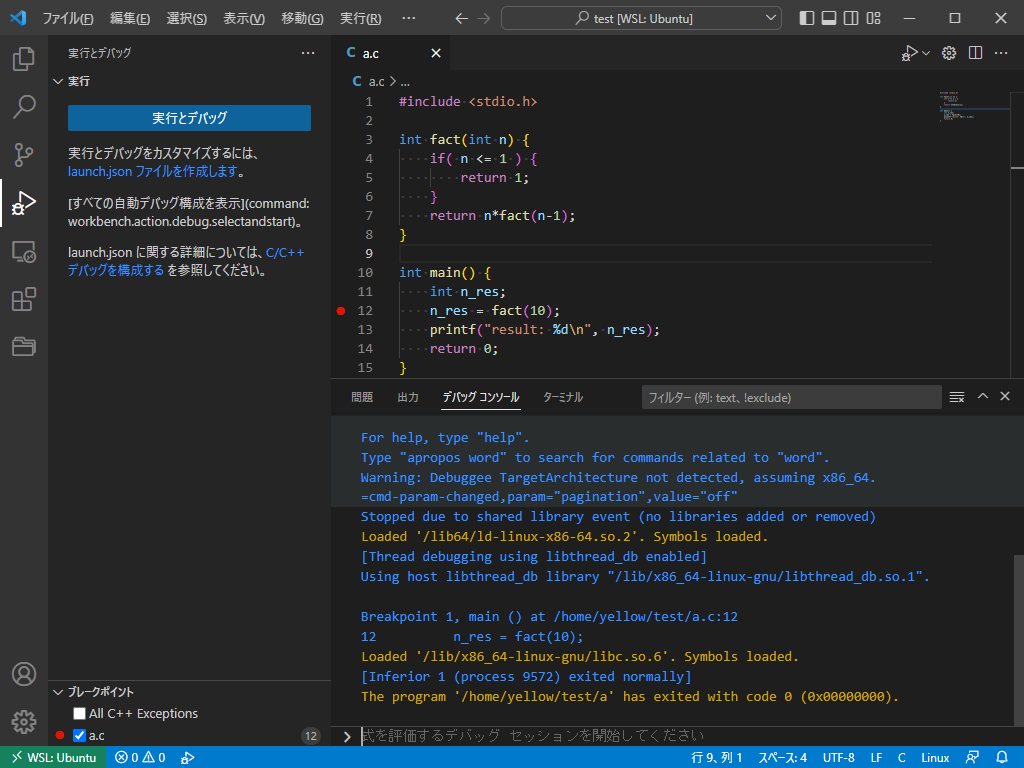 ファイル(F) 編集(E) 選択(S) 表示(V) 移動(G) 実行(R) ··· test [WSL: Ubuntu]
実行とデバッグ ···
実行
実行とデバッグ
実行とデバッグをカスタマイズするには、
launch.json ファイルを作成します。
[すべての自動デバッグ構成を表示](command:
workbench.action.debug.selectandstart)。
launch.json に関する詳細については、C/C++
デバッグを構成する を参照してください。
ブレークポイント
All C++ Exceptions
a.c 12
C a.c
C a.c > ...
1 #include <stdio.h>
2
3 int fact(int n) {
4 ····if( n <= 1 ) {
5 ········return 1;
6 ····}
7 ····return n*fact(n-1);
8 }
9
10 int main() {
11 ····int n_res;
12 ····n_res = fact(10);
13 ····printf("result: %d\n", n_res);
14 ····return 0;
15 }
問題 出力 デバッグ コンソール ターミナル フィルター (例: text、!exclude)
For help, type "help".
Type "apropos word" to search for commands related to "word".
Warning: Debuggee TargetArchitecture not detected, assuming x86_64.
=cmd-param-changed,param="pagination",value="off"
Stopped due to shared library event (no libraries added or removed)
Loaded '/lib64/ld-linux-x86-64.so.2'. Symbols loaded.
[Thread debugging using libthread_db enabled]
Using host libthread_db library "/lib/x86_64-linux-gnu/libthread_db.so.1".
Breakpoint 1, main () at /home/yellow/test/a.c:12
12 n_res = fact(10);
Loaded '/lib/x86_64-linux-gnu/libc.so.6'. Symbols loaded.
[Inferior 1 (process 9572) exited normally]
The program '/home/yellow/test/a' has exited with code 0 (0x00000000).
式を評価するデバッグ セッションを開始してください
WSL: Ubuntu 0 0 行 9、列 1 スペース: 4 UTF-8 LF C Linux